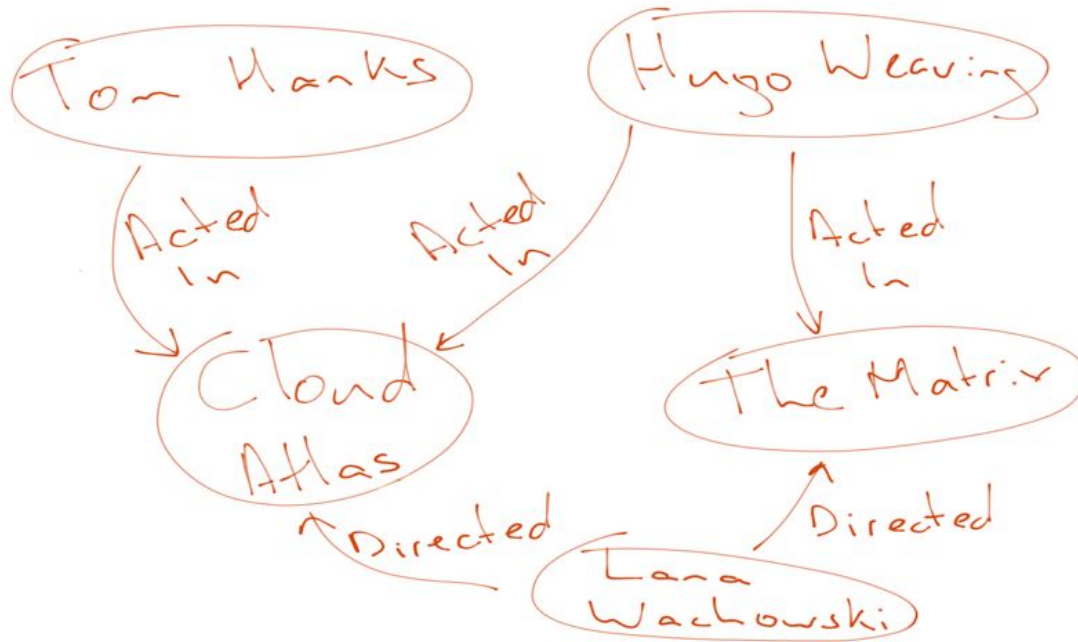 Tom Hanks
Hugo Weaving
Acted
In
Acted
In
Acted
In
Cloud
Atlas
The Matrix
Directed
Directed
Lana
Wachowski